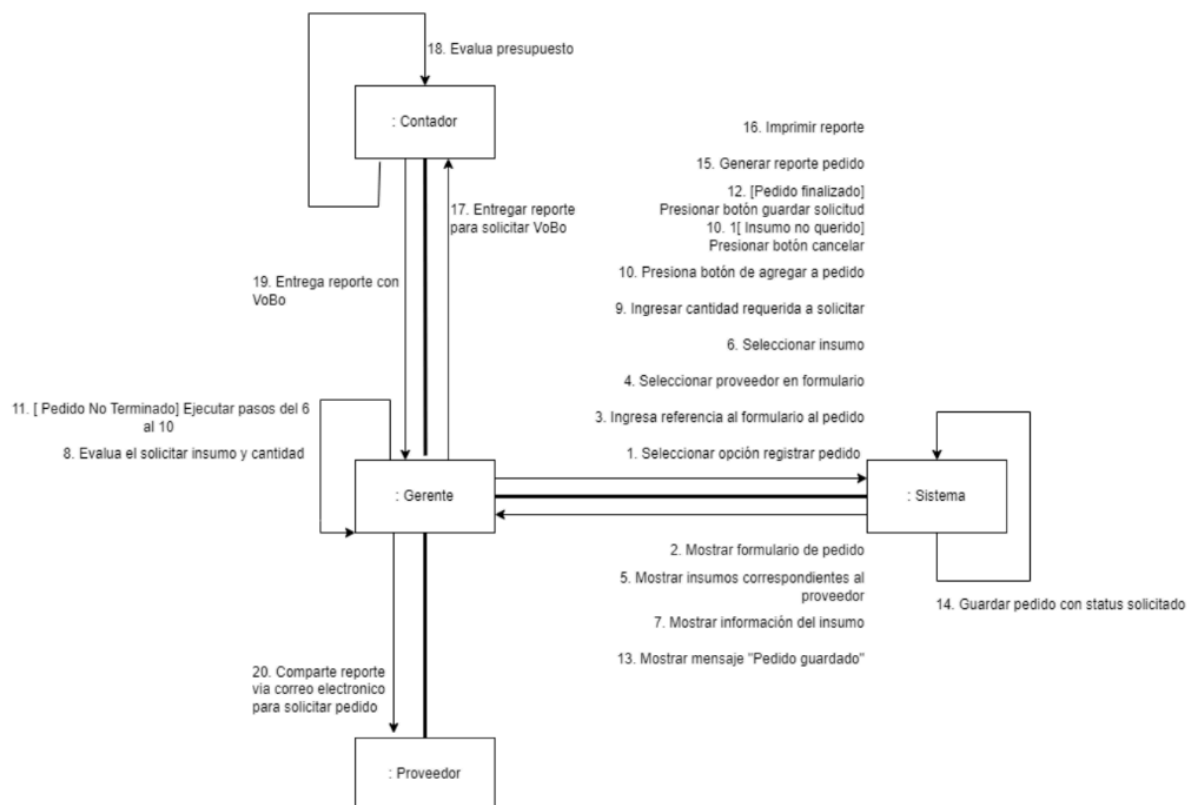 18. Evalua presupuesto
: Contador
16. Imprimir reporte
15. Generar reporte pedido
12. [Pedido finalizado]
Presionar botón guardar solicitud
10. 1[ Insumo no querido]
Presionar botón cancelar
17. Entregar reporte
para solicitar VoBo
10. Presiona botón de agregar a pedido
19. Entrega reporte con
VoBo
9. Ingresar cantidad requerida a solicitar
6. Seleccionar insumo
4. Seleccionar proveedor en formulario
11. [ Pedido No Terminado] Ejecutar pasos del 6
al 10
3. Ingresa referencia al formulario al pedido
8. Evalua el solicitar insumo y cantidad
1. Seleccionar opción registrar pedido
: Gerente
: Sistema
2. Mostrar formulario de pedido
5. Mostrar insumos correspondientes al
proveedor
14. Guardar pedido con status solicitado
7. Mostrar información del insumo
13. Mostrar mensaje "Pedido guardado"
20. Comparte reporte
via correo electronico
para solicitar pedido
: Proveedor